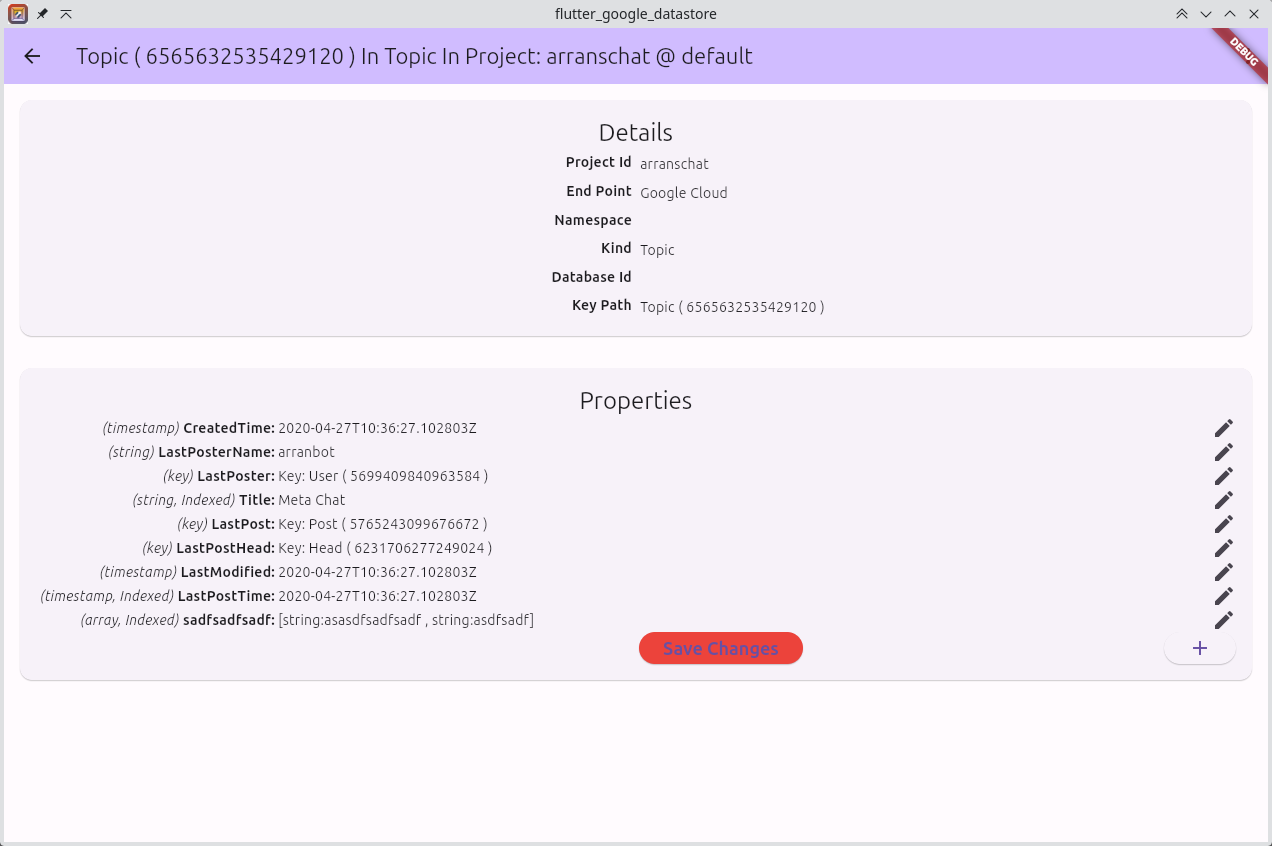 flutter_google_datastore
Topic ( 6565632535429120 ) In Topic In Project: arranschat @ default
DEBUG
Details
Project Id arranschat
End Point Google Cloud
Namespace
Kind Topic
Database Id
Key Path Topic ( 6565632535429120 )
Properties
(timestamp) CreatedTime: 2020-04-27T10:36:27.102803Z
(string) LastPosterName: arranbot
(key) LastPoster: Key: User ( 5699409840963584 )
(string, Indexed) Title: Meta Chat
(key) LastPost: Key: Post ( 5765243099676672 )
(key) LastPostHead: Key: Head ( 6231706277249024 )
(timestamp) LastModified: 2020-04-27T10:36:27.102803Z
(timestamp, Indexed) LastPostTime: 2020-04-27T10:36:27.102803Z
(array, Indexed) sadfsadfsadf: [string:asasdfsadfsadf , string:asdfsadf]
Save Changes